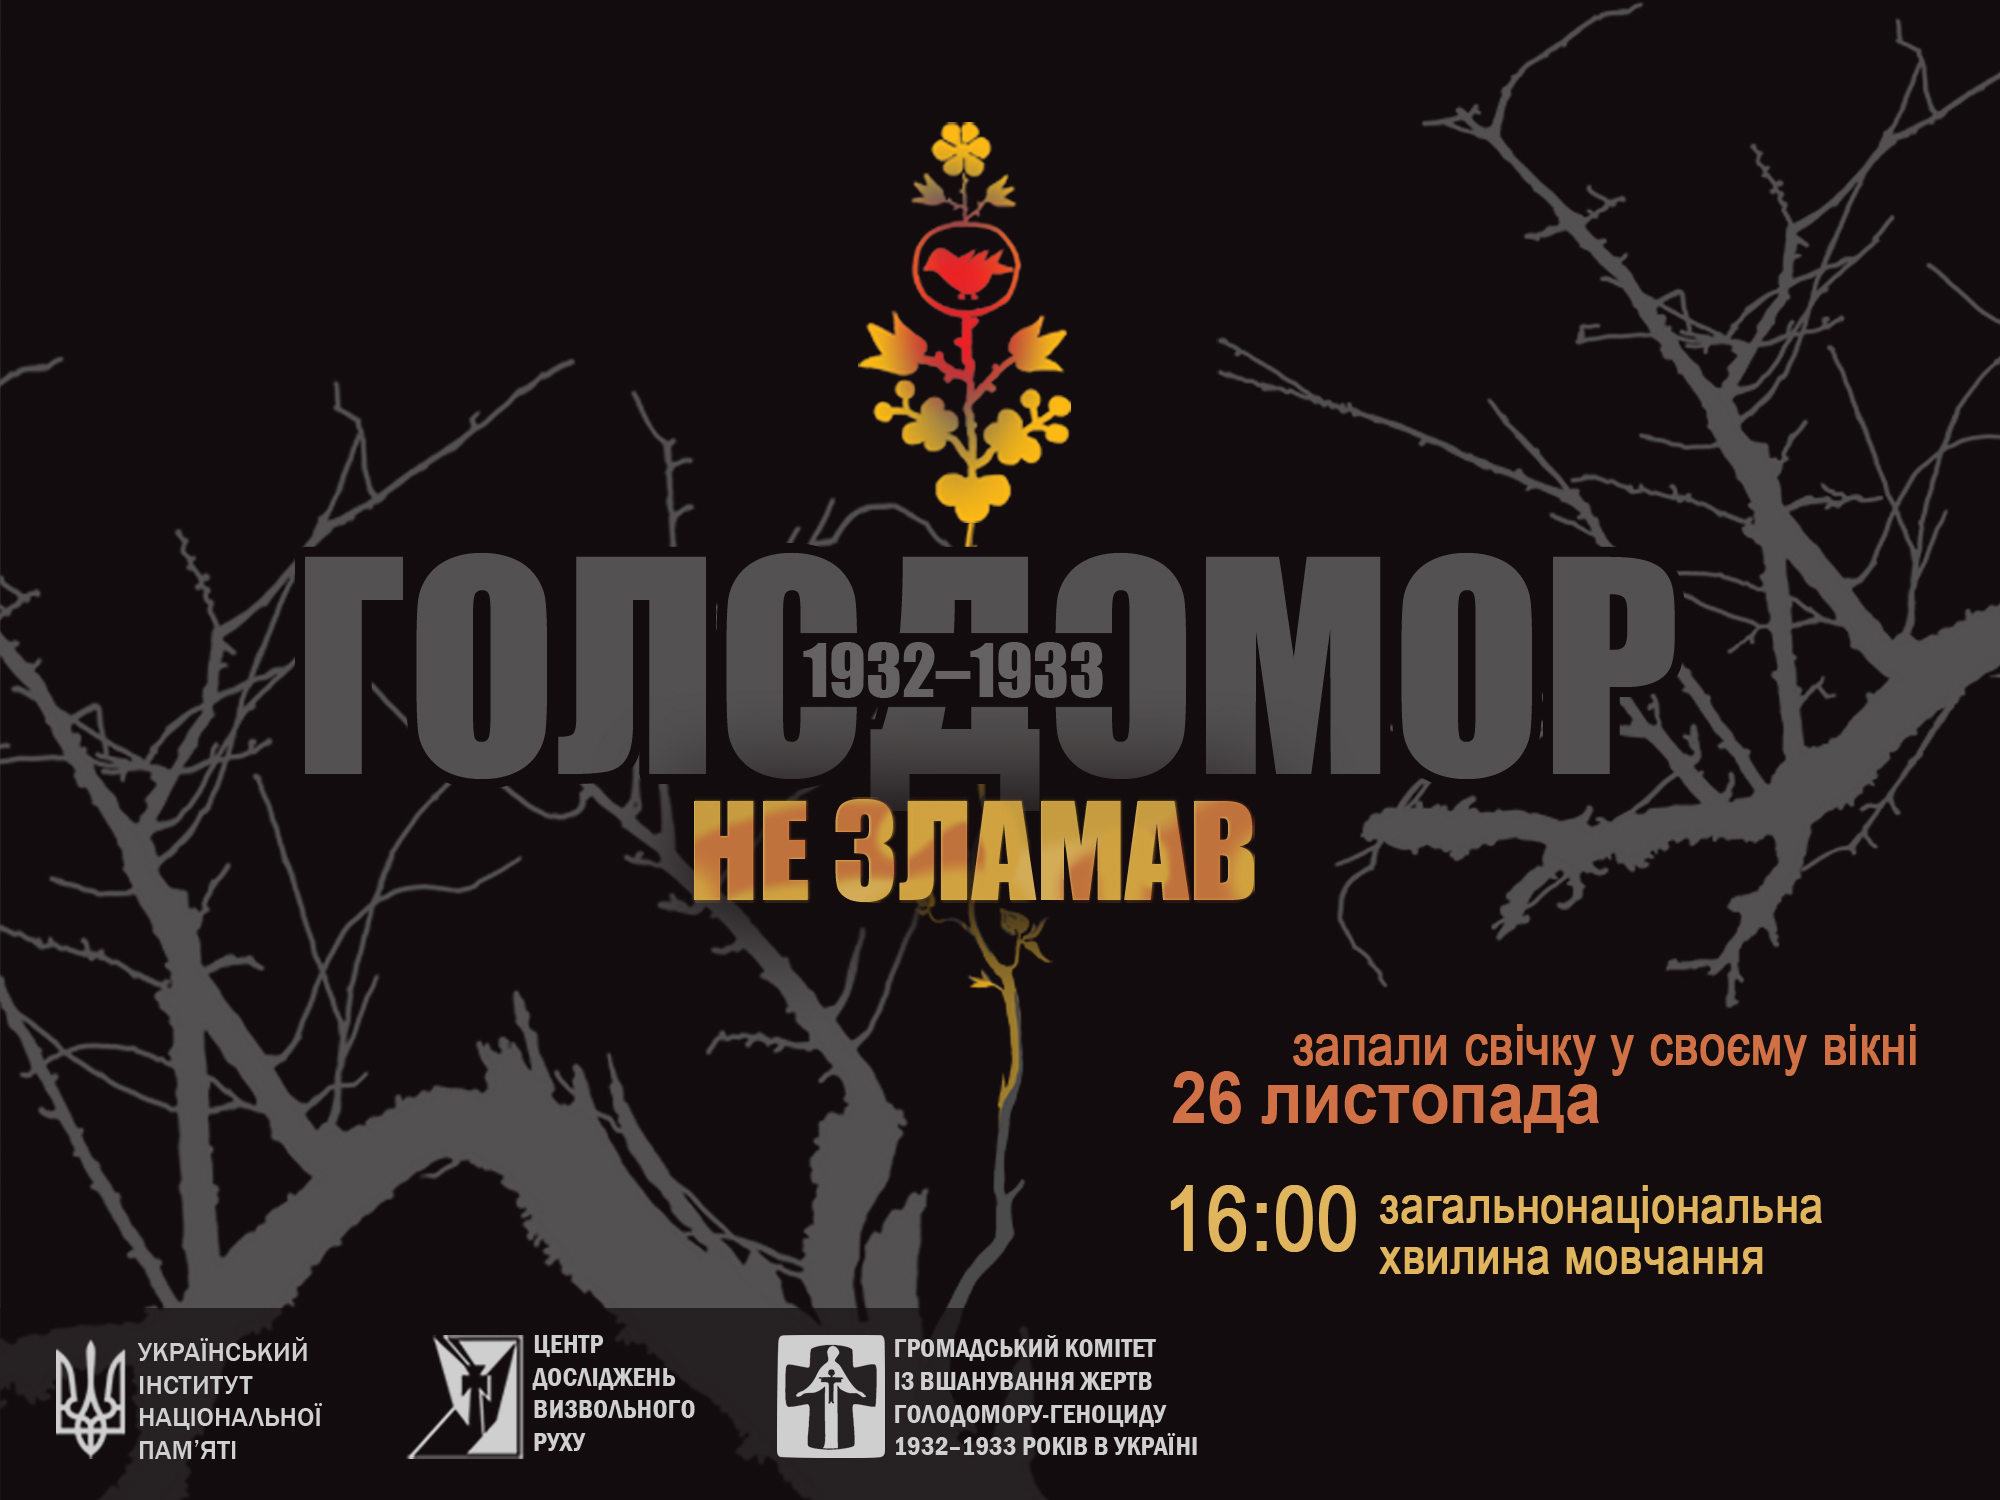 ГОЛОДОМОР
1932–1933
НЕ ЗЛАМАВ
запали свічку у своєму вікні
26 листопада
16:00 загальнонаціональна
хвилина мовчання
УКРАЇНСЬКИЙ
ІНСТИТУТ
НАЦІОНАЛЬНОЇ
ПАМ’ЯТІ
ЦЕНТР
ДОСЛІДЖЕНЬ
ВИЗВОЛЬНОГО
РУХУ
ГРОМАДСЬКИЙ КОМІТЕТ
ІЗ ВШАНУВАННЯ ЖЕРТВ
ГОЛОДОМОРУ-ГЕНОЦИДУ
1932–1933 РОКІВ В УКРАЇНІ